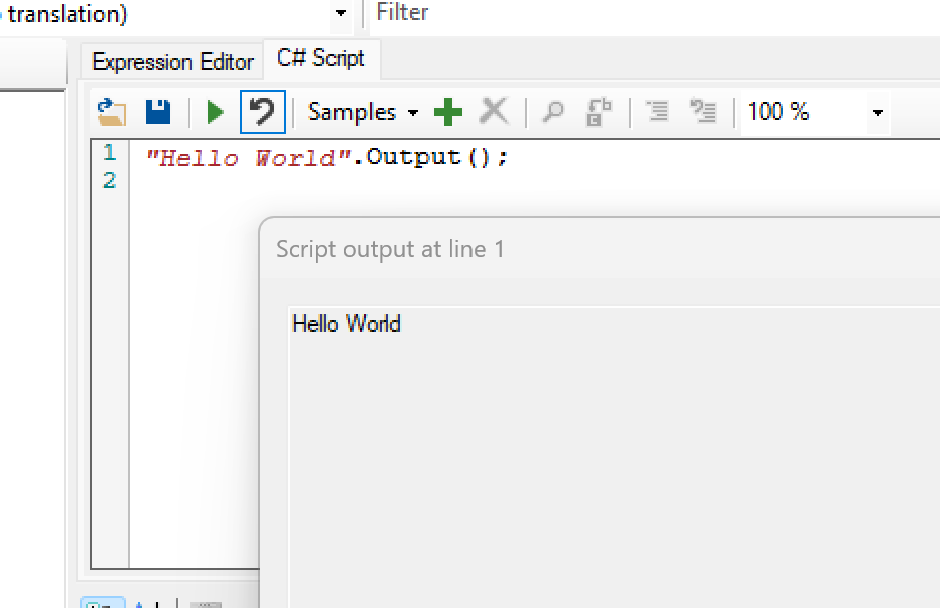 translation)
Filter
Expression Editor
C# Script
Samples
100 %
1 "Hello World".Output();
2
Script output at line 1
Hello World